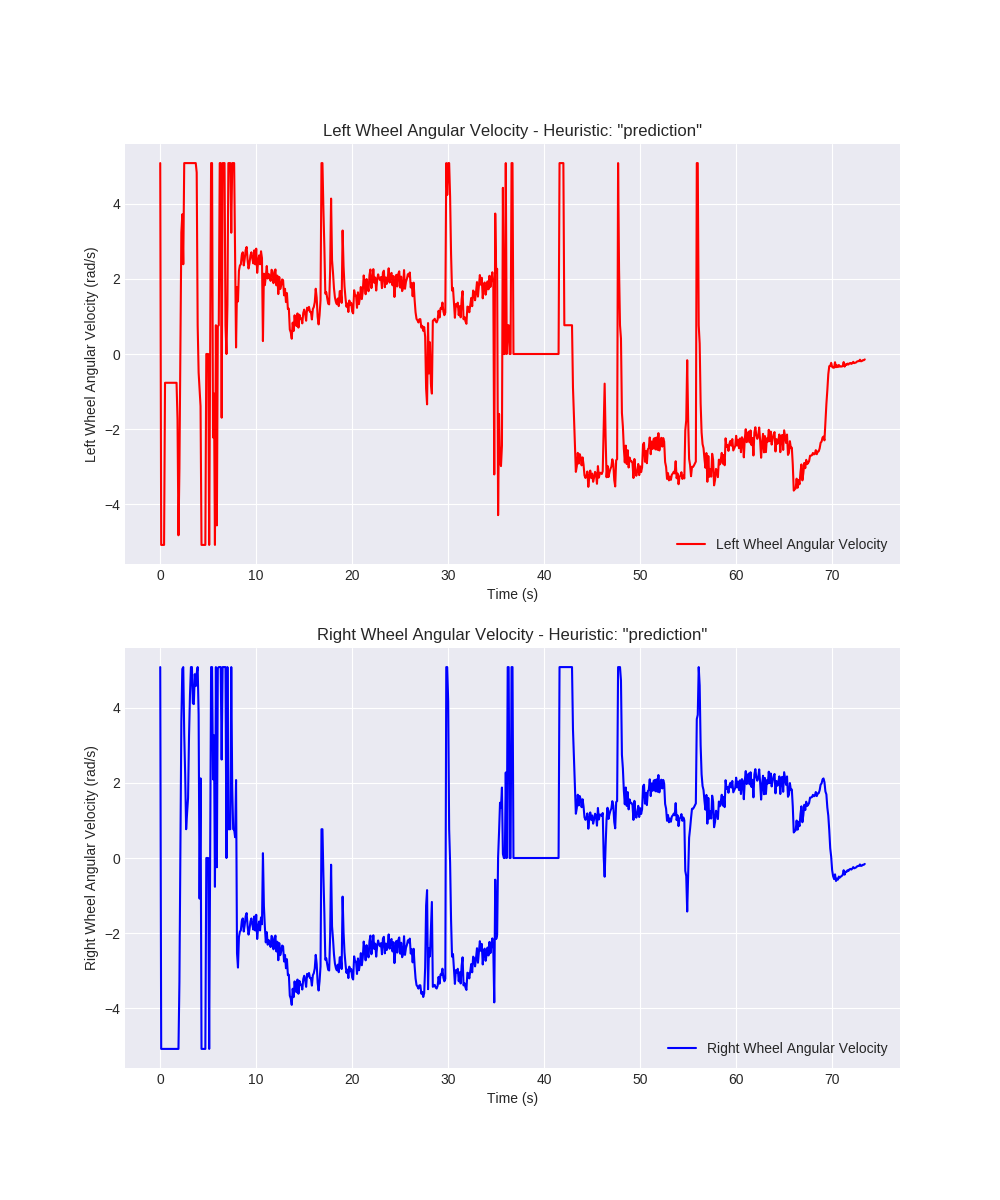 Left Wheel Angular Velocity - Heuristic: "prediction"
Left Wheel Angular Velocity (rad/s)
4
2
0
−2
−4
Left Wheel Angular Velocity
0 10 20 30 40 50 60 70
Time (s)
Right Wheel Angular Velocity - Heuristic: "prediction"
Right Wheel Angular Velocity (rad/s)
4
2
0
−2
−4
Right Wheel Angular Velocity
0 10 20 30 40 50 60 70
Time (s)